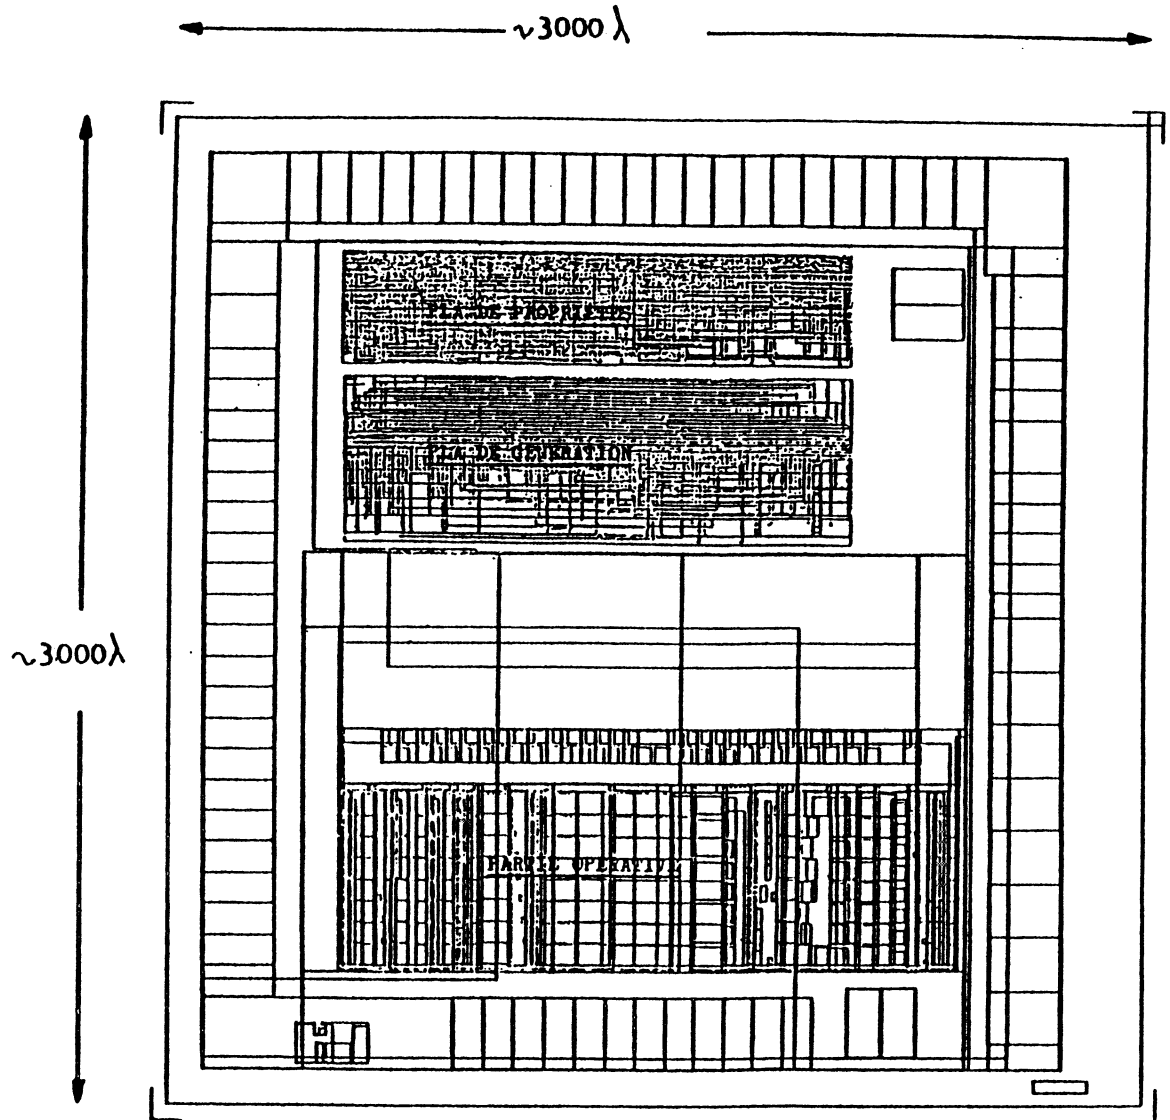 ~3000 λ
PLA DE PROPRIETES
PLA DE GENERATION
~3000λ
PARTIE OPERATIVE